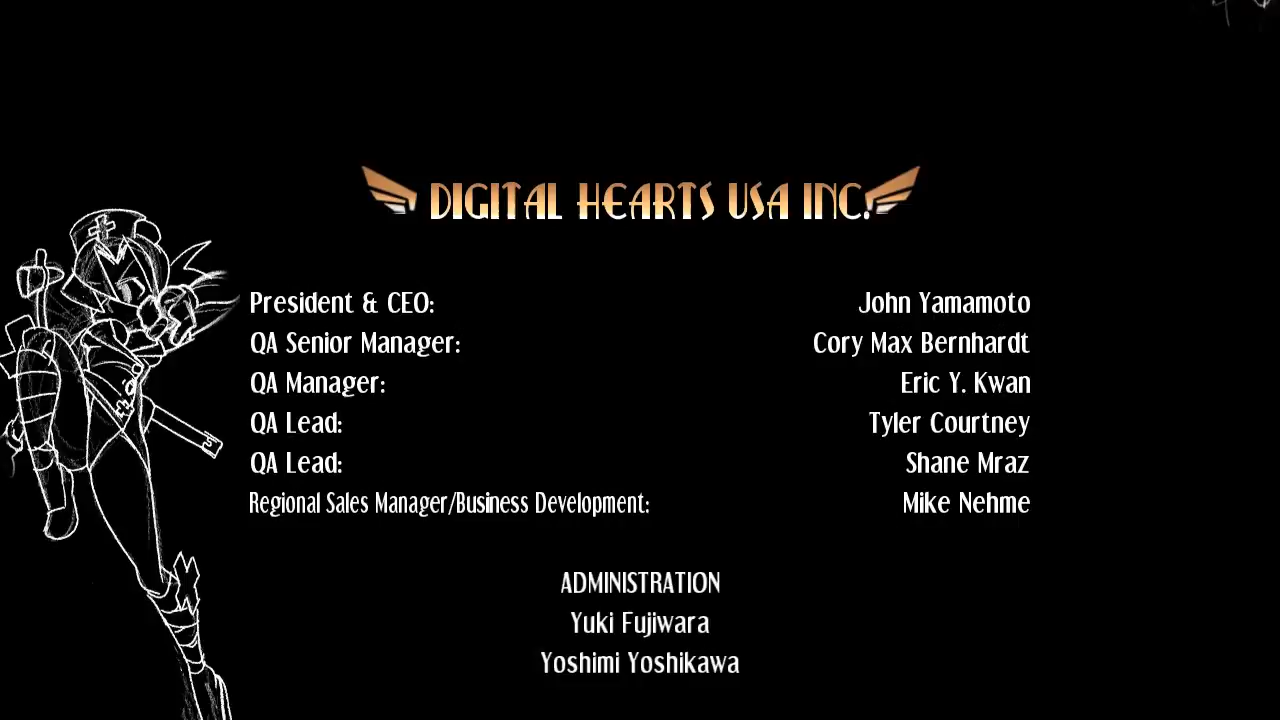 DIGITAL HEARTS USA INC.
President & CEO: John Yamamoto
QA Senior Manager: Cory Max Bernhardt
QA Manager: Eric Y. Kwan
QA Lead: Tyler Courtney
QA Lead: Shane Mraz
Regional Sales Manager/Business Development: Mike Nehme
ADMINISTRATION
Yuki Fujiwara
Yoshimi Yoshikawa